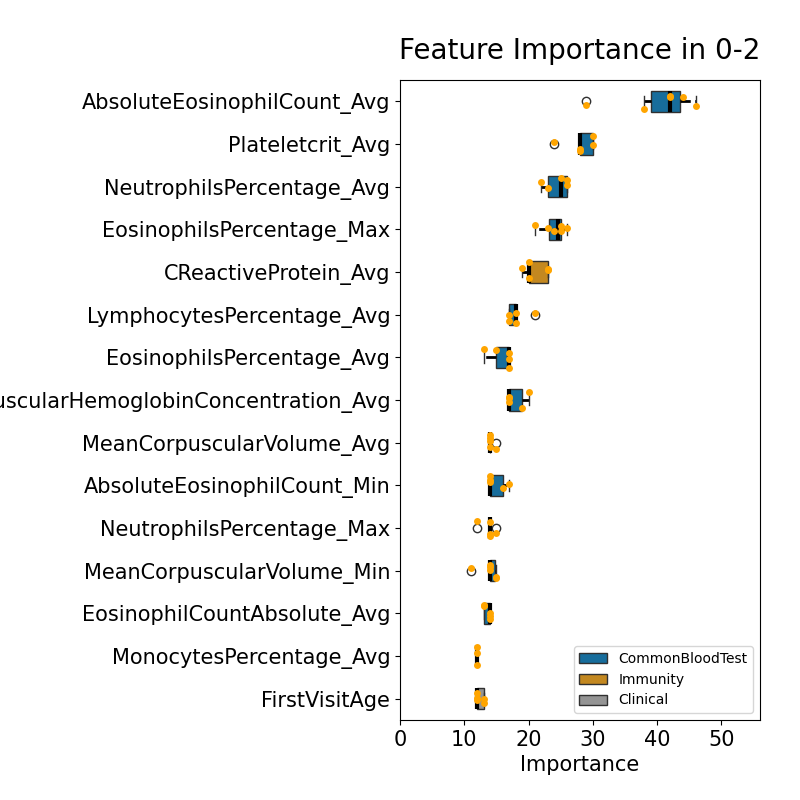 Feature Importance in 0-2
AbsoluteEosinophilCount_Avg
Plateletcrit_Avg
NeutrophilsPercentage_Avg
EosinophilsPercentage_Max
CReactiveProtein_Avg
LymphocytesPercentage_Avg
EosinophilsPercentage_Avg
uscularHemoglobinConcentration_Avg
MeanCorpuscularVolume_Avg
AbsoluteEosinophilCount_Min
NeutrophilsPercentage_Max
MeanCorpuscularVolume_Min
EosinophilCountAbsolute_Avg
MonocytesPercentage_Avg
FirstVisitAge
CommonBloodTest
Immunity
Clinical
0 10 20 30 40 50
Importance